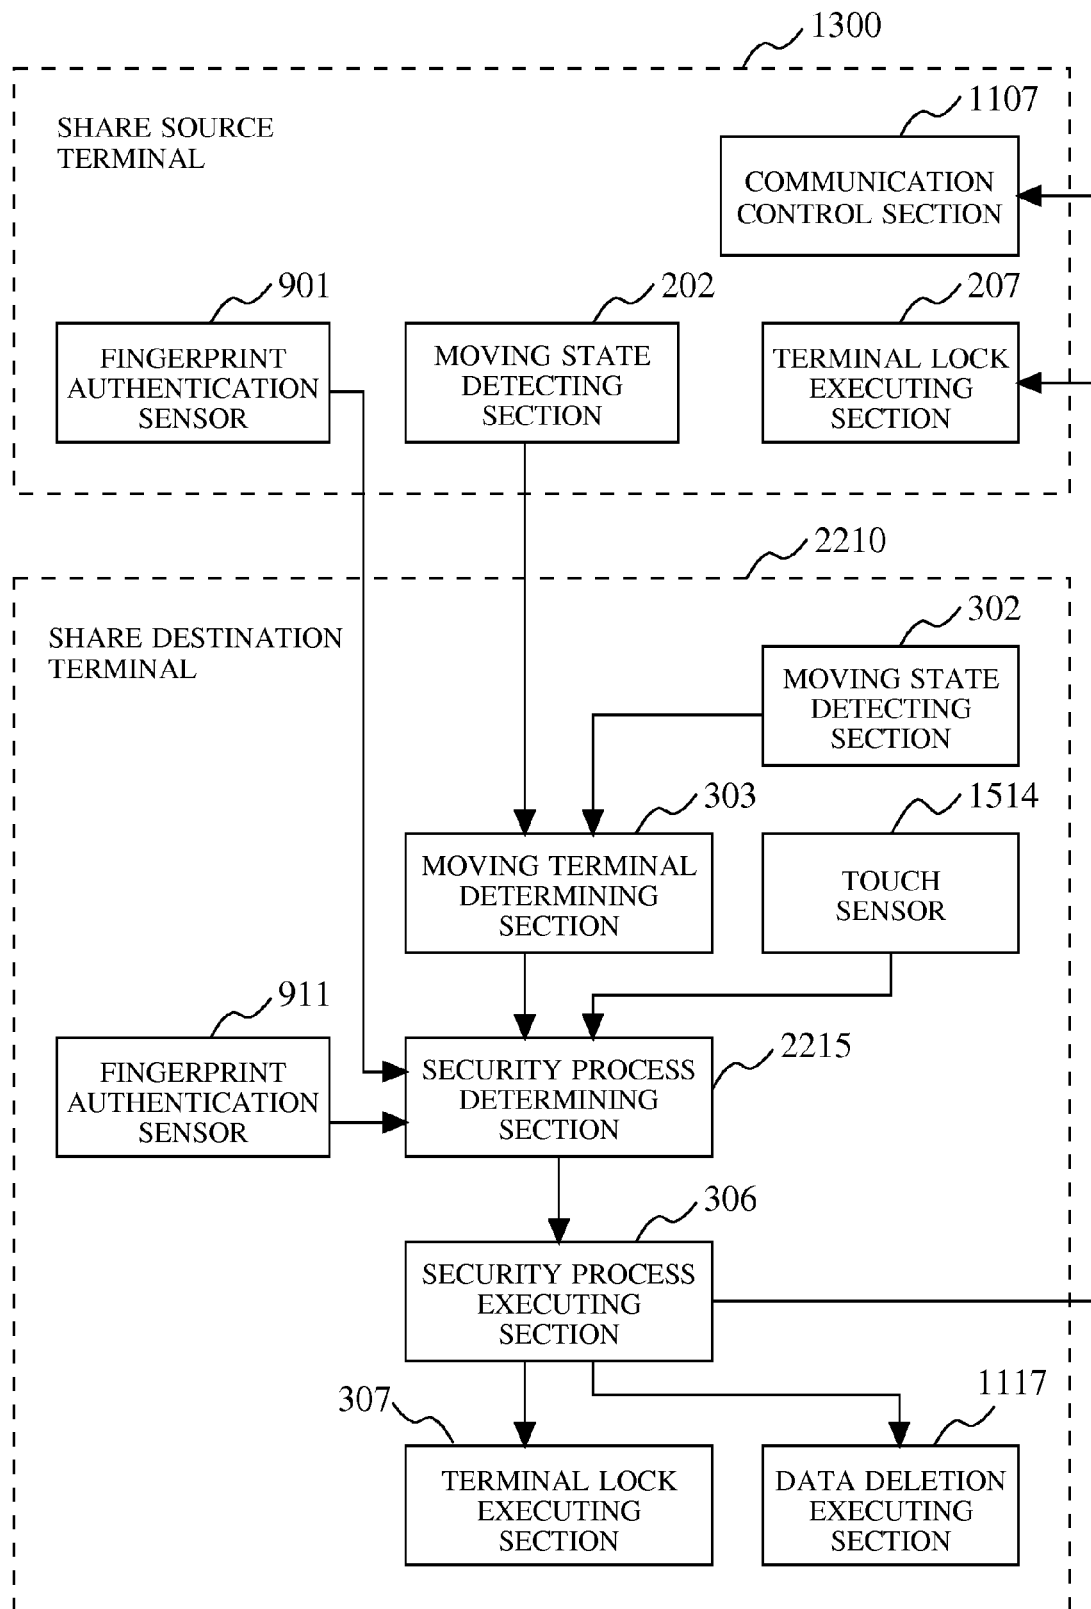 1300
SHARE SOURCE
TERMINAL
1107
COMMUNICATION
CONTROL SECTION
901
FINGERPRINT
AUTHENTICATION
SENSOR
202
MOVING STATE
DETECTING
SECTION
207
TERMINAL LOCK
EXECUTING
SECTION
2210
SHARE DESTINATION
TERMINAL
302
MOVING STATE
DETECTING
SECTION
303
MOVING TERMINAL
DETERMINING
SECTION
1514
TOUCH
SENSOR
911
FINGERPRINT
AUTHENTICATION
SENSOR
2215
SECURITY PROCESS
DETERMINING
SECTION
306
SECURITY PROCESS
EXECUTING
SECTION
307
TERMINAL LOCK
EXECUTING
SECTION
1117
DATA DELETION
EXECUTING
SECTION